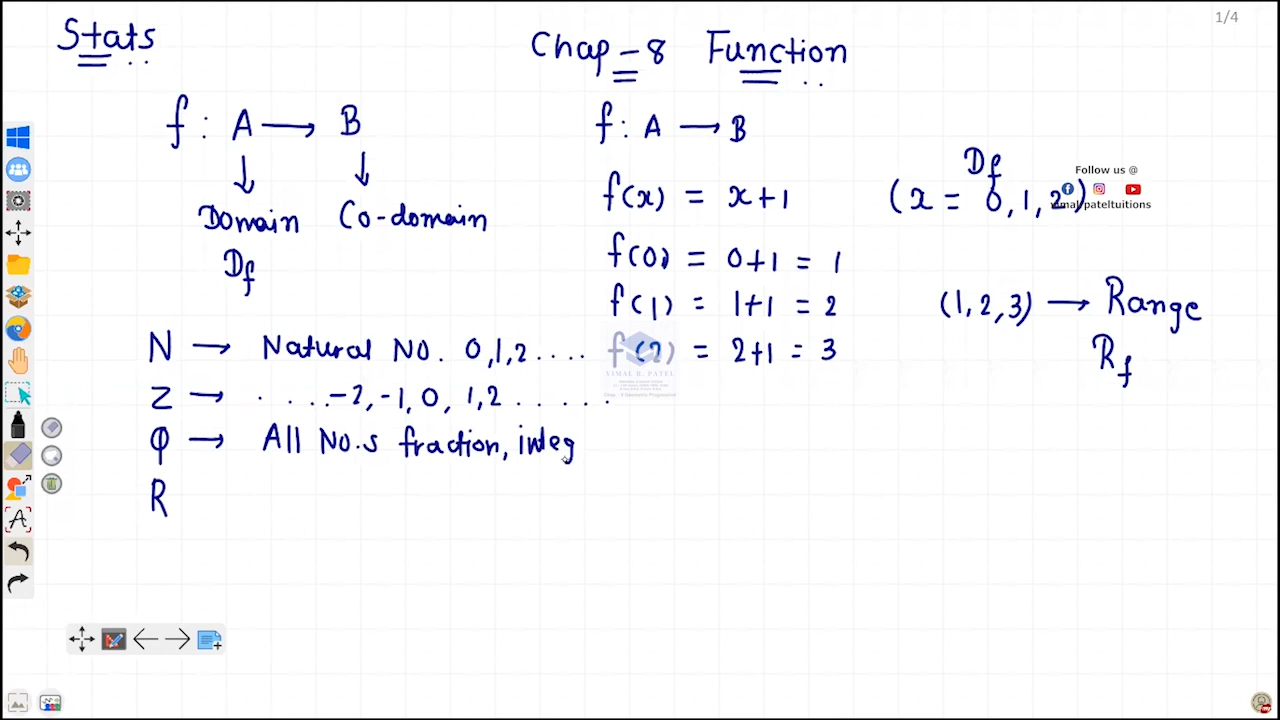 1/4
Stats
Chap-8 Function
f : A → B
↓ ↓
Domain Co-domain
Df
N → Natural No. 0,1,2....
Z → .....-2,-1,0,1,2......
Q → All No.s fraction, integ
R
f : A → B
f(x) = x+1
f(0) = 0+1 = 1
f(1) = 1+1 = 2
f(2) = 2+1 = 3
Df
(x = 0,1,2)
Follow us @
(1,2,3) → Range
Rf
VIMAL R. PATEL